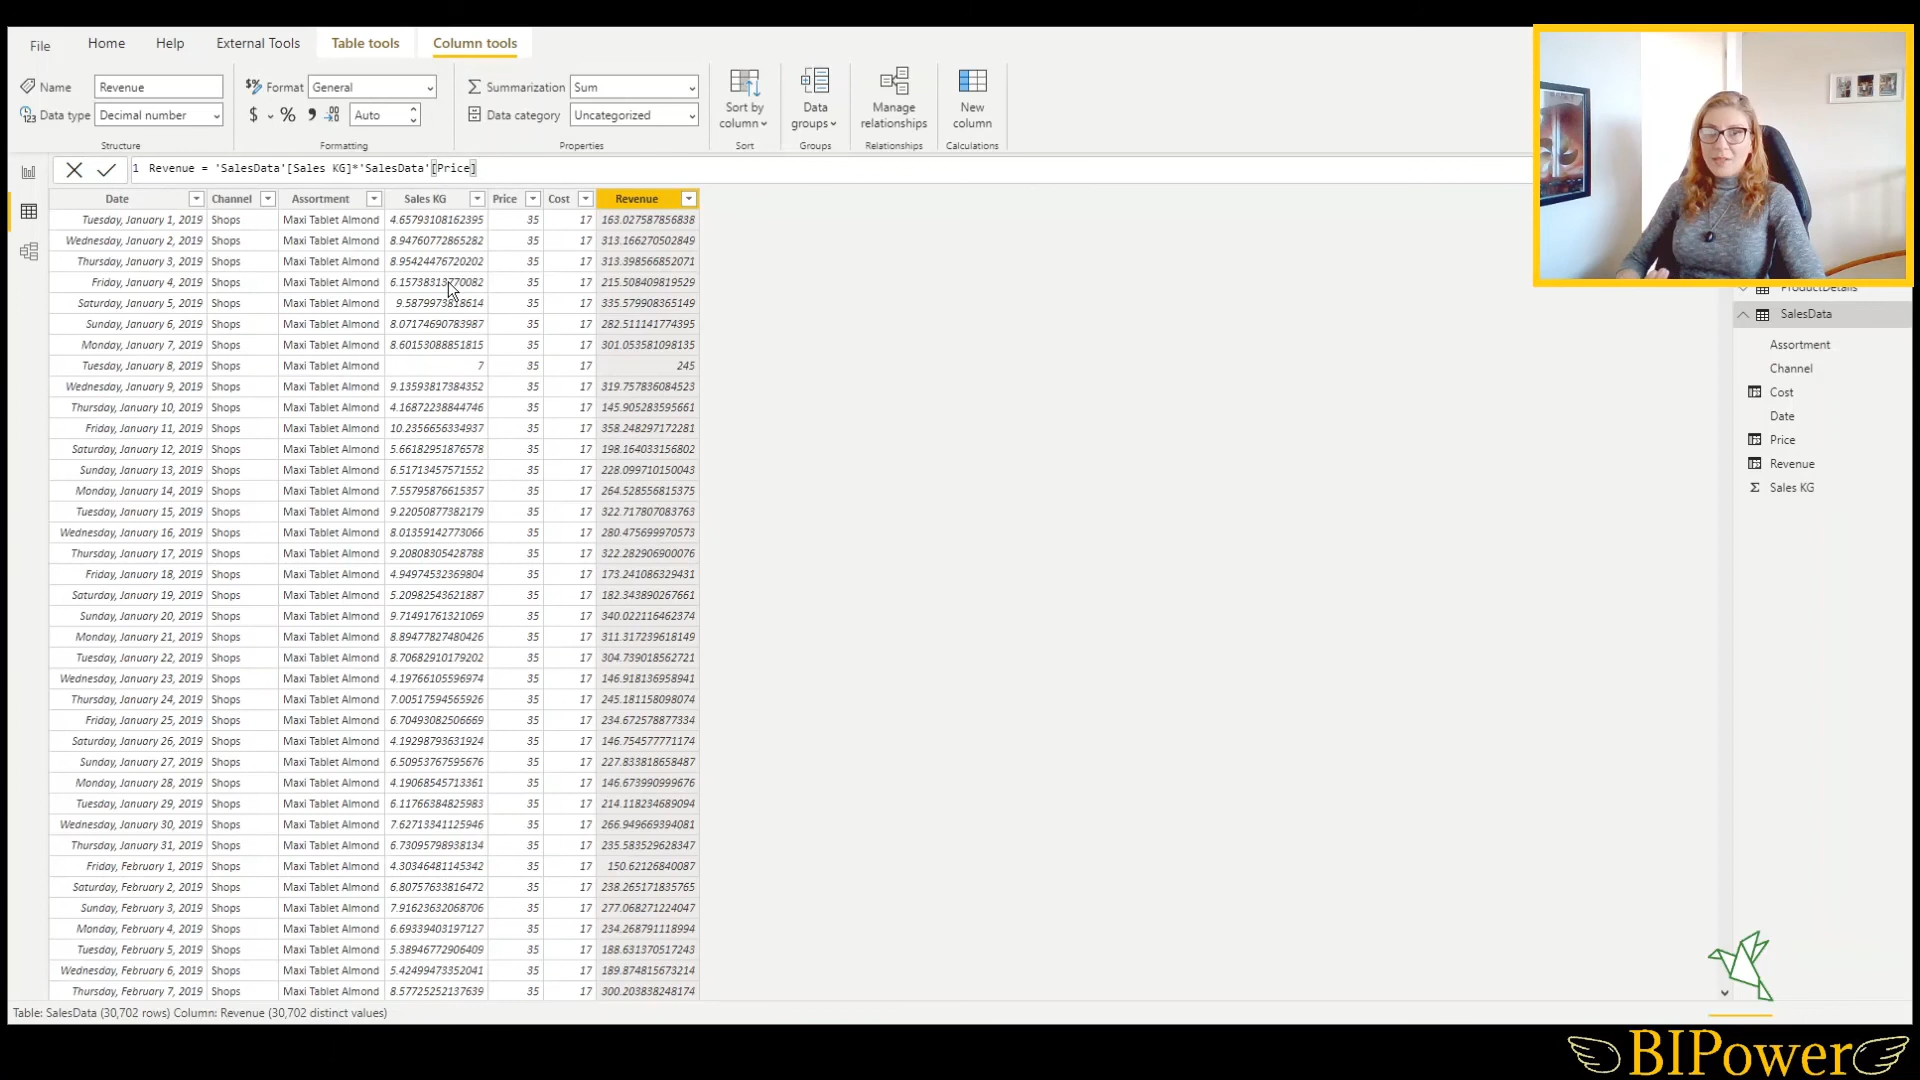 File Home Help External Tools Table tools Column tools
Name Revenue
Data type Decimal number
Structure
Format General
$ % Auto
Formatting
Summarization Sum
Data category Uncategorized
Properties
Sort by column
Sort
Data groups
Groups
Manage relationships
Relationships
New column
Calculations
1 Revenue = 'SalesData'[Sales KG]*'SalesData'[Price]
Date Channel Assortment Sales KG Price Cost Revenue
Tuesday, January 1, 2019 Shops Maxi Tablet Almond 4.65793108162395 35 17 163.027587856838
Wednesday, January 2, 2019 Shops Maxi Tablet Almond 8.94760772865282 35 17 313.166270502849
Thursday, January 3, 2019 Shops Maxi Tablet Almond 8.95424476720202 35 17 313.398566852071
Friday, January 4, 2019 Shops Maxi Tablet Almond 6.15738313770082 35 17 215.508409819529
Saturday, January 5, 2019 Shops Maxi Tablet Almond 9.5879973818614 35 17 335.579908365149
Sunday, January 6, 2019 Shops Maxi Tablet Almond 8.07174690783987 35 17 282.511141774395
Monday, January 7, 2019 Shops Maxi Tablet Almond 8.60153088851815 35 17 301.053581098135
Tuesday, January 8, 2019 Shops Maxi Tablet Almond 7 35 17 245
Wednesday, January 9, 2019 Shops Maxi Tablet Almond 9.13593817384352 35 17 319.757836084523
Thursday, January 10, 2019 Shops Maxi Tablet Almond 4.16872238844746 35 17 145.905283595661
Friday, January 11, 2019 Shops Maxi Tablet Almond 10.2356656334937 35 17 358.248297172281
Saturday, January 12, 2019 Shops Maxi Tablet Almond 5.66182951876578 35 17 198.164033156802
Sunday, January 13, 2019 Shops Maxi Tablet Almond 6.51713457571552 35 17 228.099710150043
Monday, January 14, 2019 Shops Maxi Tablet Almond 7.55795876615357 35 17 264.528556815375
Tuesday, January 15, 2019 Shops Maxi Tablet Almond 9.22050877382179 35 17 322.717807083763
Wednesday, January 16, 2019 Shops Maxi Tablet Almond 8.01359142773066 35 17 280.475699970573
Thursday, January 17, 2019 Shops Maxi Tablet Almond 9.20808305428788 35 17 322.282906900076
Friday, January 18, 2019 Shops Maxi Tablet Almond 4.94974532369804 35 17 173.241086329431
Saturday, January 19, 2019 Shops Maxi Tablet Almond 5.20982543621887 35 17 182.343890267661
Sunday, January 20, 2019 Shops Maxi Tablet Almond 9.71491761321069 35 17 340.022116462374
Monday, January 21, 2019 Shops Maxi Tablet Almond 8.89477827480426 35 17 311.317239618149
Tuesday, January 22, 2019 Shops Maxi Tablet Almond 8.70682910179202 35 17 304.739018562721
Wednesday, January 23, 2019 Shops Maxi Tablet Almond 4.19766105596974 35 17 146.918136958941
Thursday, January 24, 2019 Shops Maxi Tablet Almond 7.00517594565926 35 17 245.181158098074
Friday, January 25, 2019 Shops Maxi Tablet Almond 6.70493082506669 35 17 234.672578877334
Saturday, January 26, 2019 Shops Maxi Tablet Almond 4.19298793631924 35 17 146.754577771174
Sunday, January 27, 2019 Shops Maxi Tablet Almond 6.50953767595676 35 17 227.833818658487
Monday, January 28, 2019 Shops Maxi Tablet Almond 4.19068545713361 35 17 146.673990999676
Tuesday, January 29, 2019 Shops Maxi Tablet Almond 6.11766384825983 35 17 214.118234689094
Wednesday, January 30, 2019 Shops Maxi Tablet Almond 7.62713341125946 35 17 266.949669394081
Thursday, January 31, 2019 Shops Maxi Tablet Almond 6.73095798938134 35 17 235.583529628347
Friday, February 1, 2019 Shops Maxi Tablet Almond 4.30346481145342 35 17 150.62126840087
Saturday, February 2, 2019 Shops Maxi Tablet Almond 6.80757633816472 35 17 238.265171835765
Sunday, February 3, 2019 Shops Maxi Tablet Almond 7.91623632068706 35 17 277.068271224047
Monday, February 4, 2019 Shops Maxi Tablet Almond 6.69339403197127 35 17 234.268791118994
Tuesday, February 5, 2019 Shops Maxi Tablet Almond 5.38946772906409 35 17 188.631370517243
Wednesday, February 6, 2019 Shops Maxi Tablet Almond 5.42499473352041 35 17 189.874815673214
Thursday, February 7, 2019 Shops Maxi Tablet Almond 8.57725252137639 35 17 300.203838248174
ProductDetails
SalesData
Assortment
Channel
Cost
Date
Price
Revenue
Sales KG
Table: SalesData (30,702 rows) Column: Revenue (30,702 distinct values)
BIPower